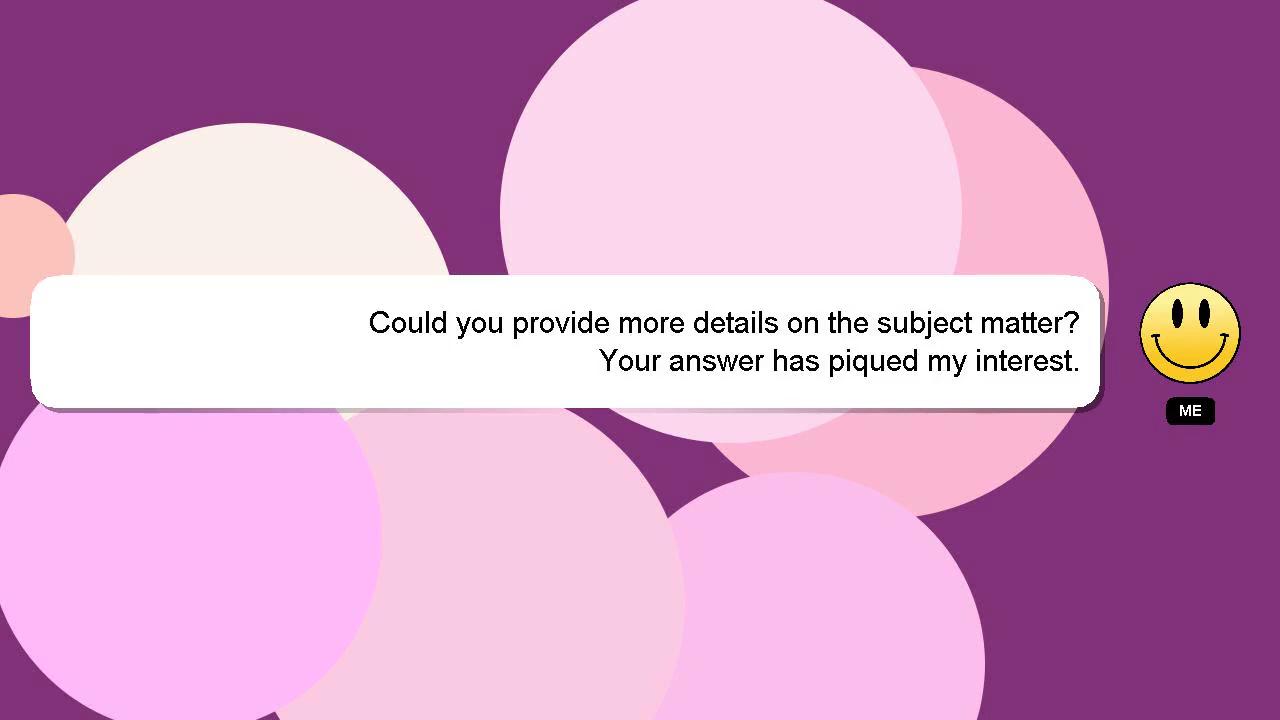 Could you provide more details on the subject matter?
Your answer has piqued my interest.
ME